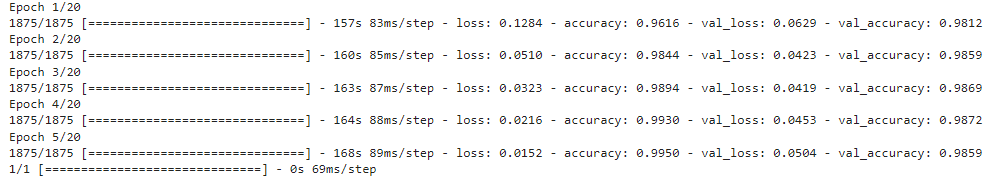 Epoch 1/20
1875/1875 [==============================] - 157s 83ms/step - loss: 0.1284 - accuracy: 0.9616 - val_loss: 0.0629 - val_accuracy: 0.9812
Epoch 2/20
1875/1875 [==============================] - 160s 85ms/step - loss: 0.0510 - accuracy: 0.9844 - val_loss: 0.0423 - val_accuracy: 0.9859
Epoch 3/20
1875/1875 [==============================] - 163s 87ms/step - loss: 0.0323 - accuracy: 0.9894 - val_loss: 0.0419 - val_accuracy: 0.9869
Epoch 4/20
1875/1875 [==============================] - 164s 88ms/step - loss: 0.0216 - accuracy: 0.9930 - val_loss: 0.0453 - val_accuracy: 0.9872
Epoch 5/20
1875/1875 [==============================] - 168s 89ms/step - loss: 0.0152 - accuracy: 0.9950 - val_loss: 0.0504 - val_accuracy: 0.9859
1/1 [==============================] - 0s 69ms/step